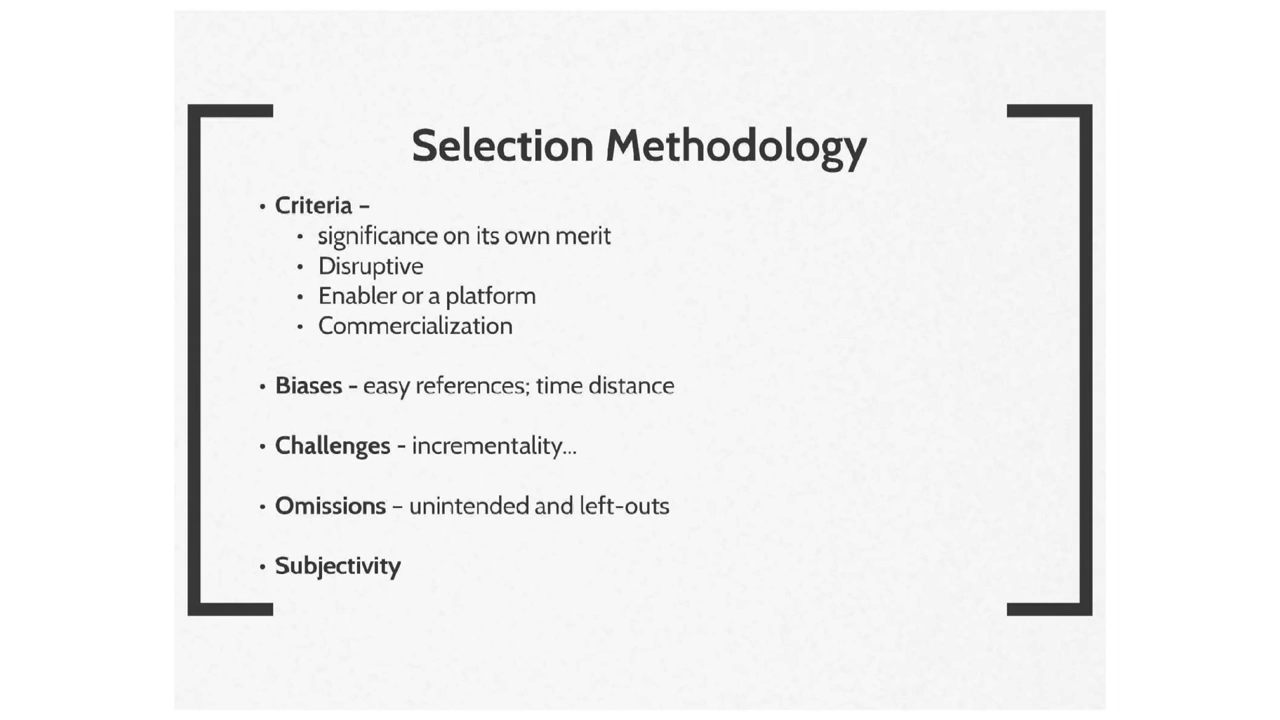 Selection Methodology
• Criteria –
• significance on its own merit
• Disruptive
• Enabler or a platform
• Commercialization
• Biases - easy references; time distance
• Challenges - incrementality...
• Omissions – unintended and left-outs
• Subjectivity